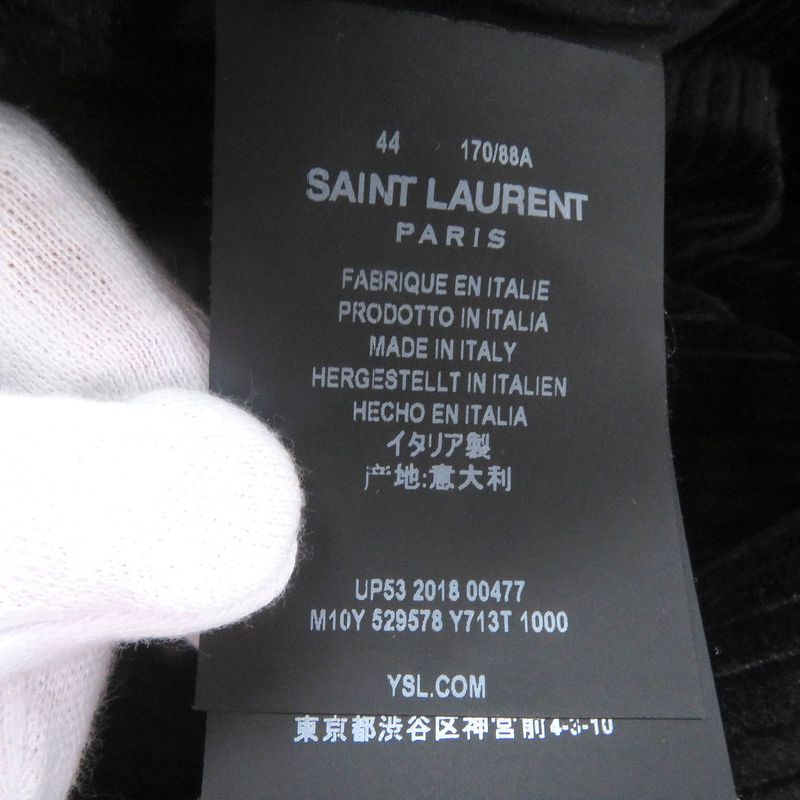 44 170/88A
SAINT LAURENT
PARIS
FABRIQUE EN ITALIE
PRODOTTO IN ITALIA
MADE IN ITALY
HERGESTELLT IN ITALIEN
HECHO EN ITALIA
イタリア製
产地:意大利
UP53 2018 00477
M10Y 529578 Y713T 1000
YSL.COM
東京都渋谷区神宮前4-3-10